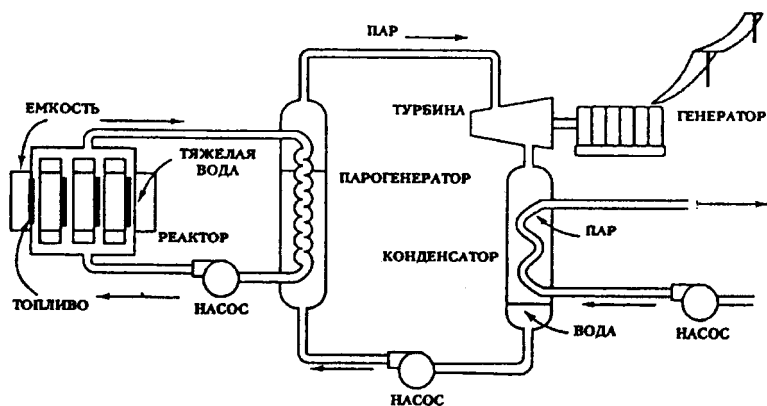 ПАР
ЕМКОСТЬ
ТУРБИНА
ГЕНЕРАТОР
ТЯЖЕЛАЯ
ВОДА
ПАРОГЕНЕРАТОР
РЕАКТОР
ПАР
КОНДЕНСАТОР
ТОПЛИВО
НАСОС
ВОДА
НАСОС
НАСОС